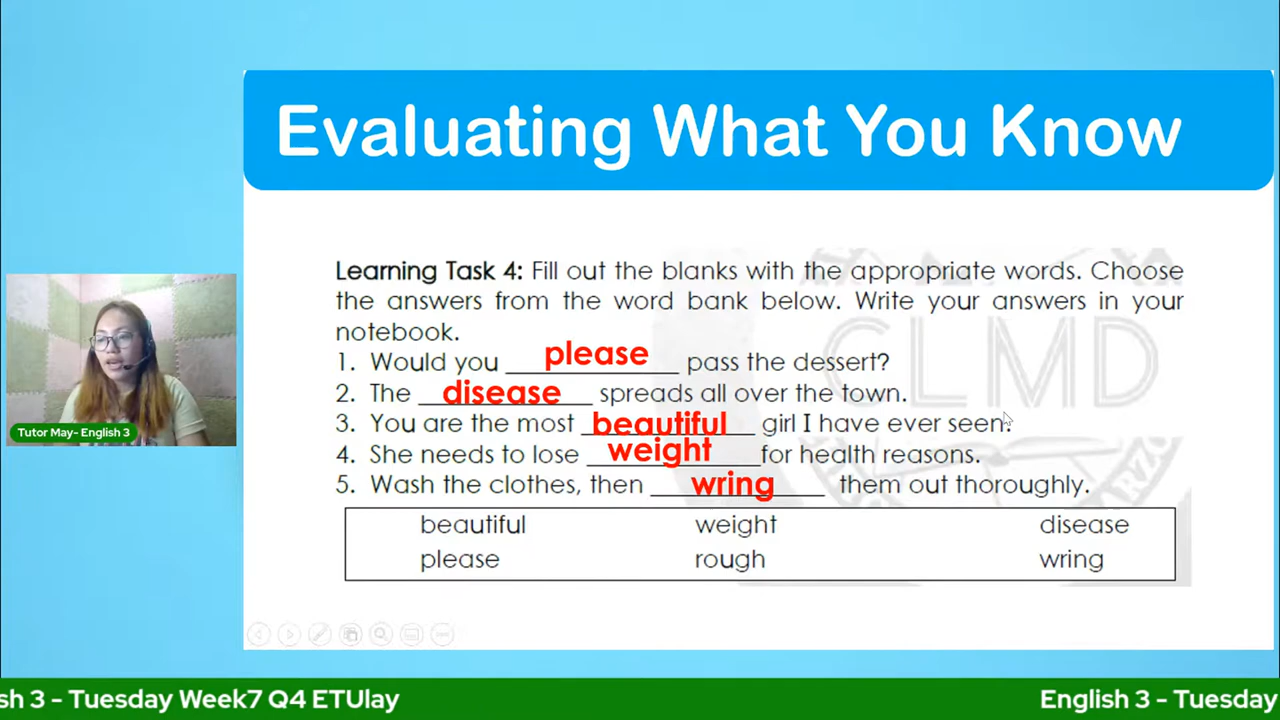 Evaluating What You Know
Learning Task 4: Fill out the blanks with the appropriate words. Choose
the answers from the word bank below. Write your answers in your
notebook.
1. Would you please pass the dessert?
2. The disease spreads all over the town.
3. You are the most beautiful girl I have ever seen.
4. She needs to lose weight for health reasons.
5. Wash the clothes, then wring them out thoroughly.
beautiful weight disease
please rough wring
CLMD
Tutor May- English 3
sh 3 - Tuesday Week7 Q4 ETUlay English 3 - Tuesday